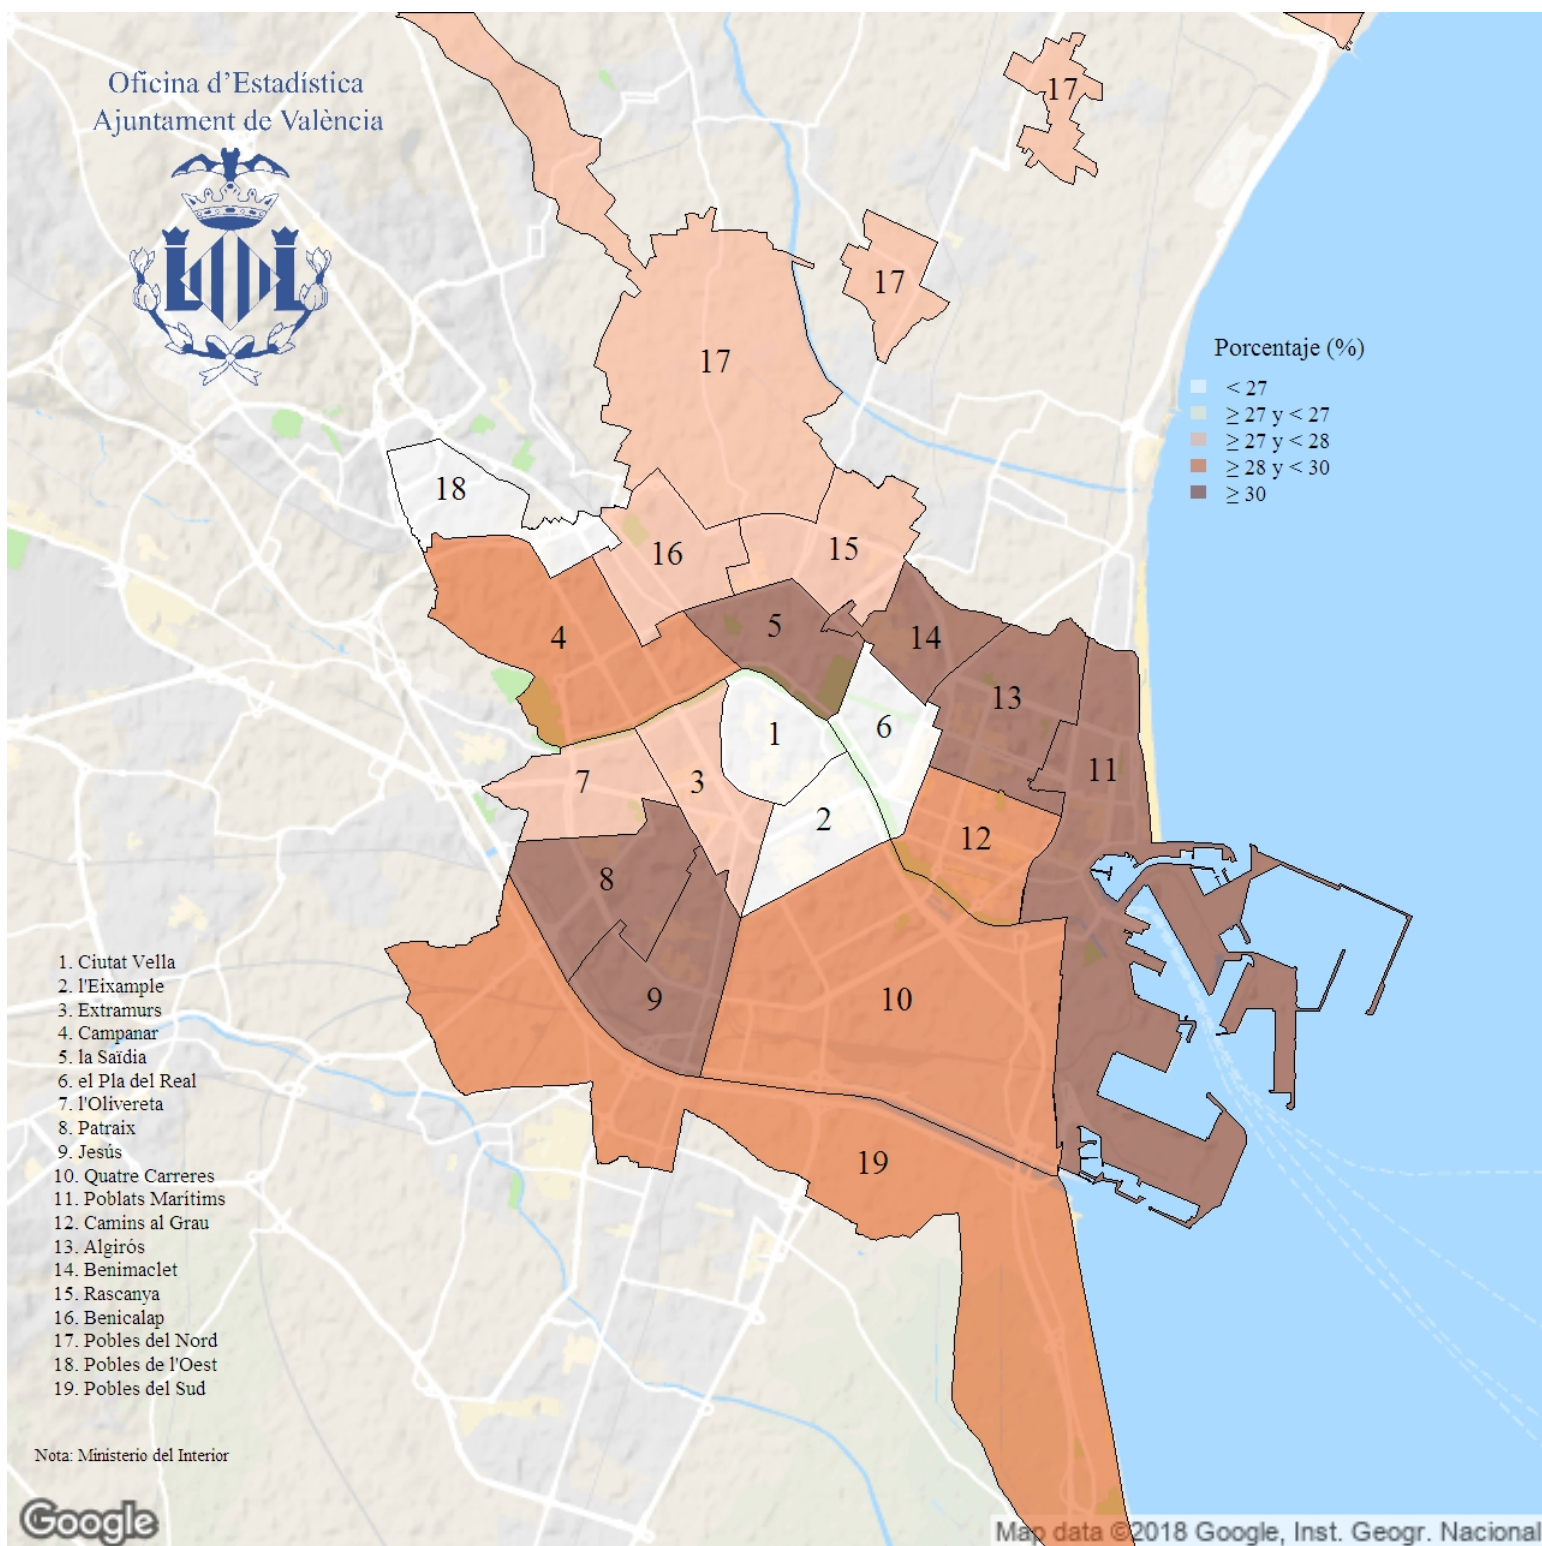 Oficina d'Estadística
Ajuntament de València
17
17
17
Porcentaje (%)
< 27
≥ 27 y < 27
≥ 27 y < 28
≥ 28 y < 30
≥ 30
18
16
15
4
5
14
13
1
6
7
3
11
2
12
8
9
10
19
1. Ciutat Vella
2. l'Eixample
3. Extramurs
4. Campanar
5. la Saïdia
6. el Pla del Real
7. l'Olivereta
8. Patraix
9. Jesús
10. Quatre Carreres
11. Poblats Marítims
12. Camins al Grau
13. Algirós
14. Benimaclet
15. Rascanya
16. Benicalap
17. Pobles del Nord
18. Pobles de l'Oest
19. Pobles del Sud
Nota: Ministerio del Interior
Google
Map data ©2018 Google, Inst. Geogr. Nacional